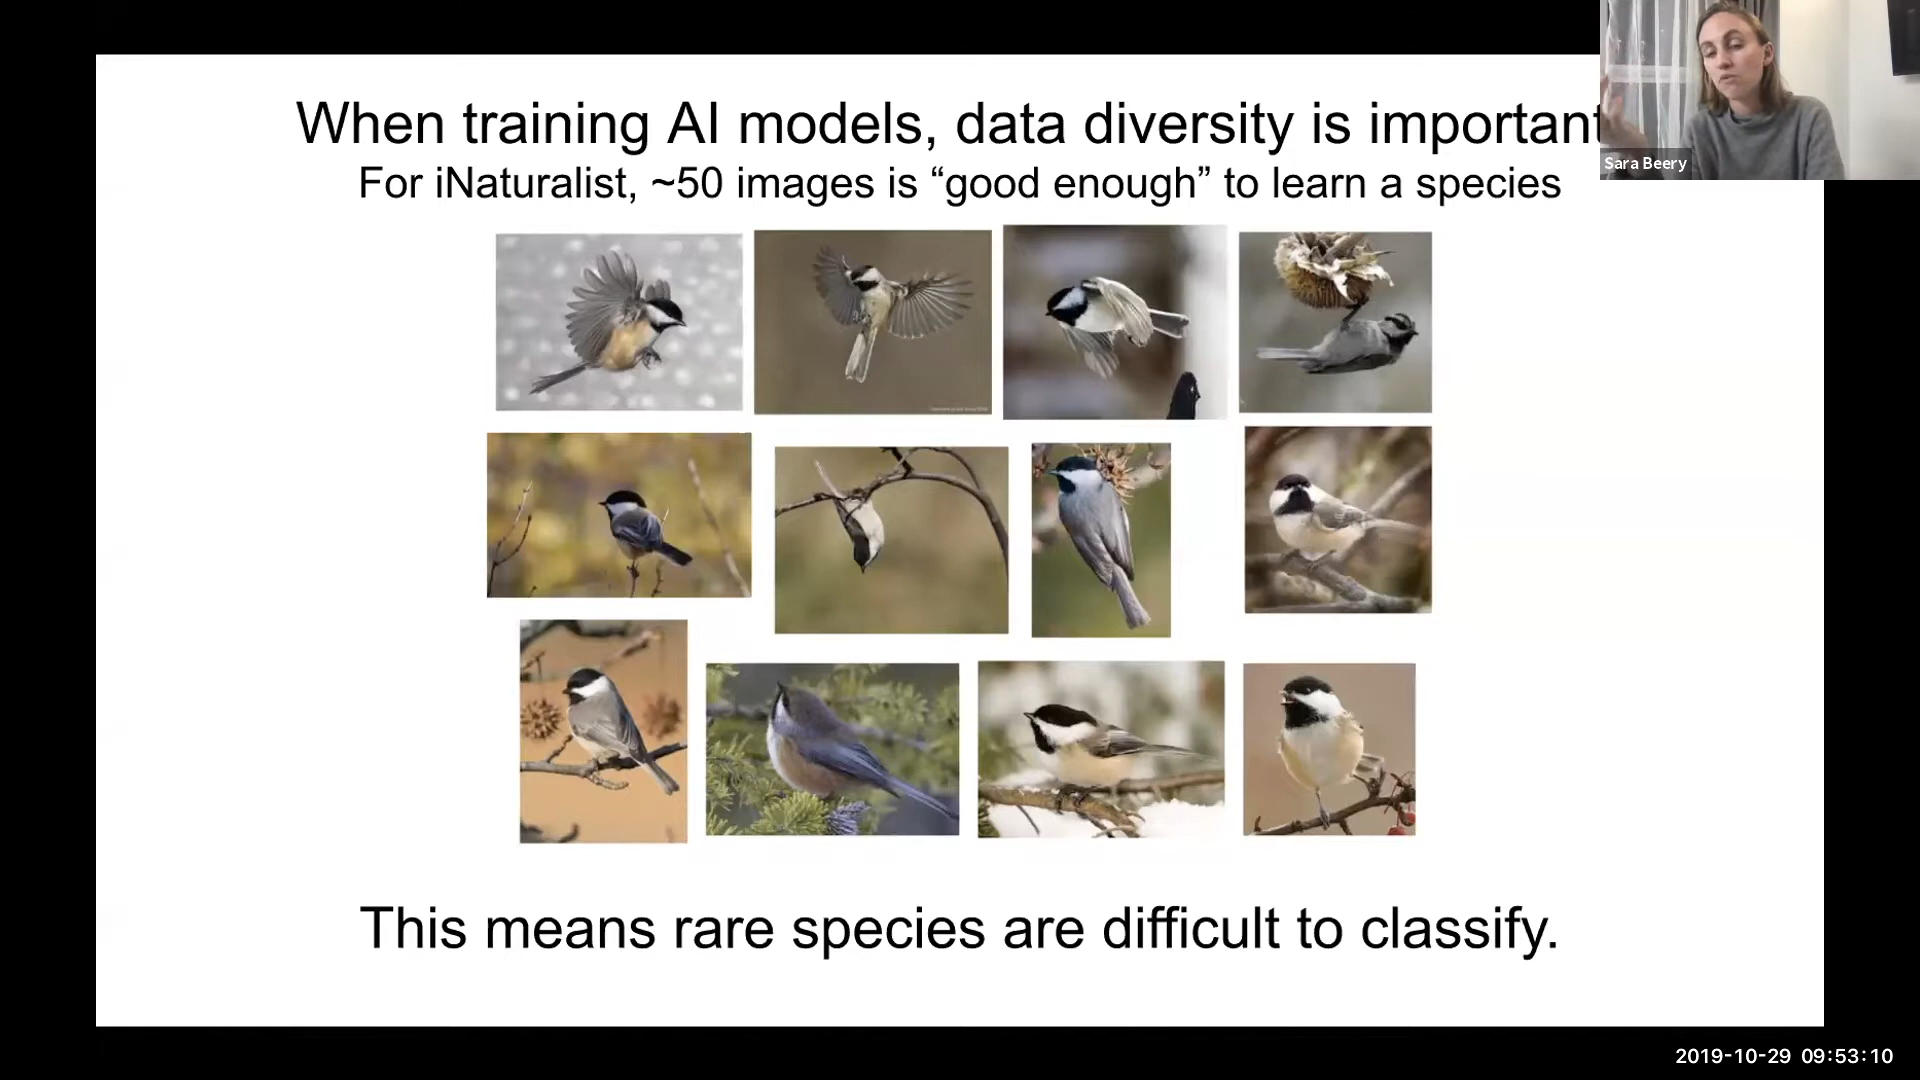 When training AI models, data diversity is important
For iNaturalist, ~50 images is “good enough” to learn a species
Sara Beery
This means rare species are difficult to classify.
2019-10-29 09:53:10